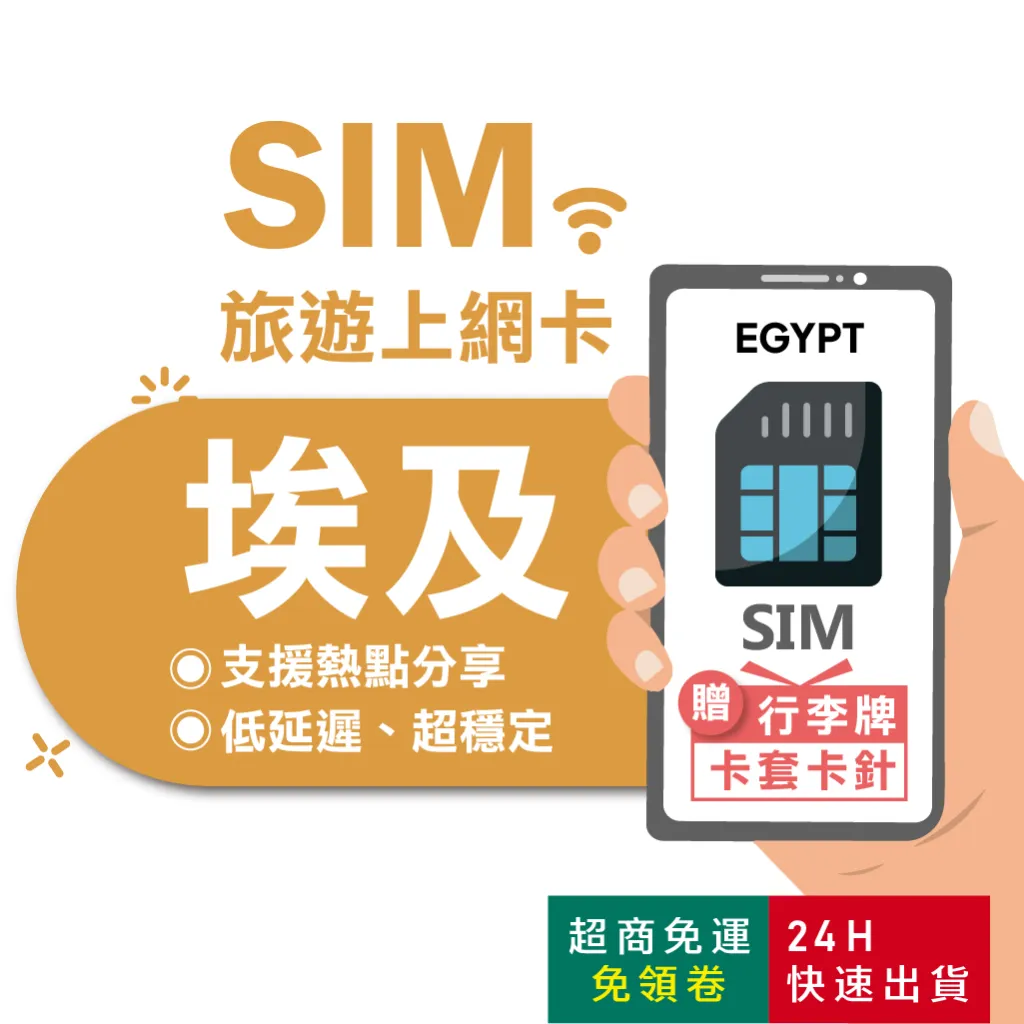 SIM
旅遊上網卡
埃及
支援熱點分享
低延遲、超穩定
EGYPT
SIM
贈
行李牌
卡套卡針
超商免運
免領卷
24H
快速出貨